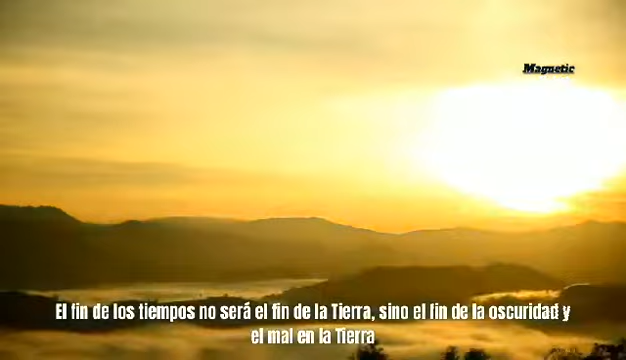 Magnetic
El fin de los tiempos no será el fin de la Tierra, sino el fin de la oscuridad y
el mal en la Tierra